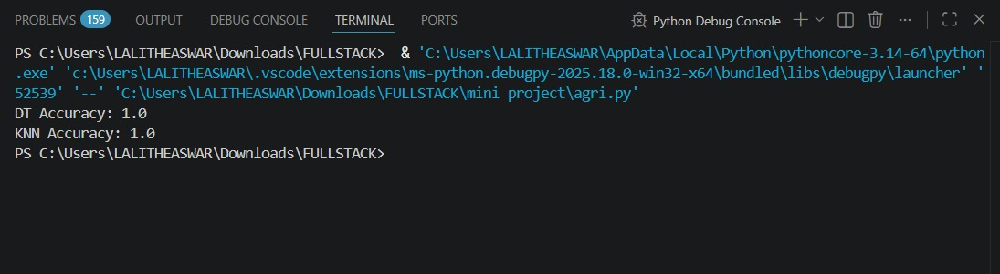 PROBLEMS 159 OUTPUT DEBUG CONSOLE TERMINAL PORTS Python Debug Console
PS C:\Users\LALITHEASWAR\Downloads\FULLSTACK>  & 'C:\Users\LALITHEASWAR\AppData\Local\Python\pythoncore-3.14-64\python
.exe' 'c:\Users\LALITHEASWAR\.vscode\extensions\ms-python.debugpy-2025.18.0-win32-x64\bundled\libs\debugpy\launcher' '
52539' '--' 'C:\Users\LALITHEASWAR\Downloads\FULLSTACK\mini project\agri.py'
DT Accuracy: 1.0
KNN Accuracy: 1.0
PS C:\Users\LALITHEASWAR\Downloads\FULLSTACK>